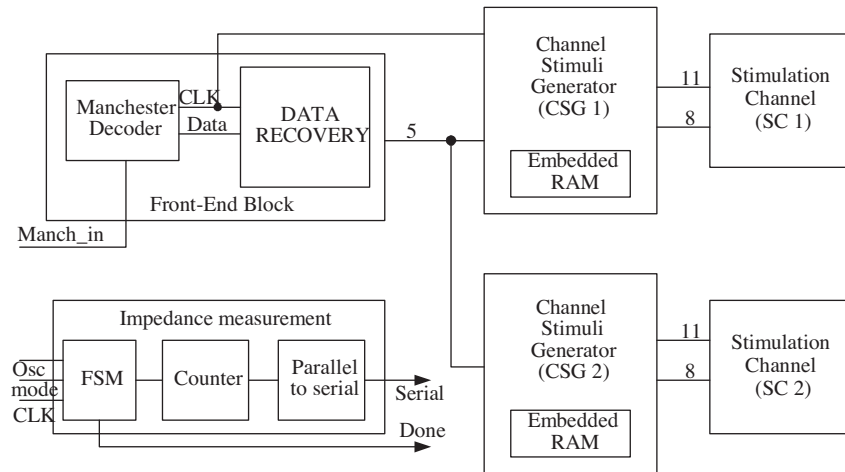 Manchester
Decoder
CLK
Data
DATA
RECOVERY
Front-End Block
Manch_in
5
Channel
Stimuli
Generator
(CSG 1)
Embedded
RAM
11
8
Stimulation
Channel
(SC 1)
Impedance measurement
Osc
mode
CLK
FSM
Counter
Parallel
to serial
Serial
Done
Channel
Stimuli
Generator
(CSG 2)
Embedded
RAM
11
8
Stimulation
Channel
(SC 2)